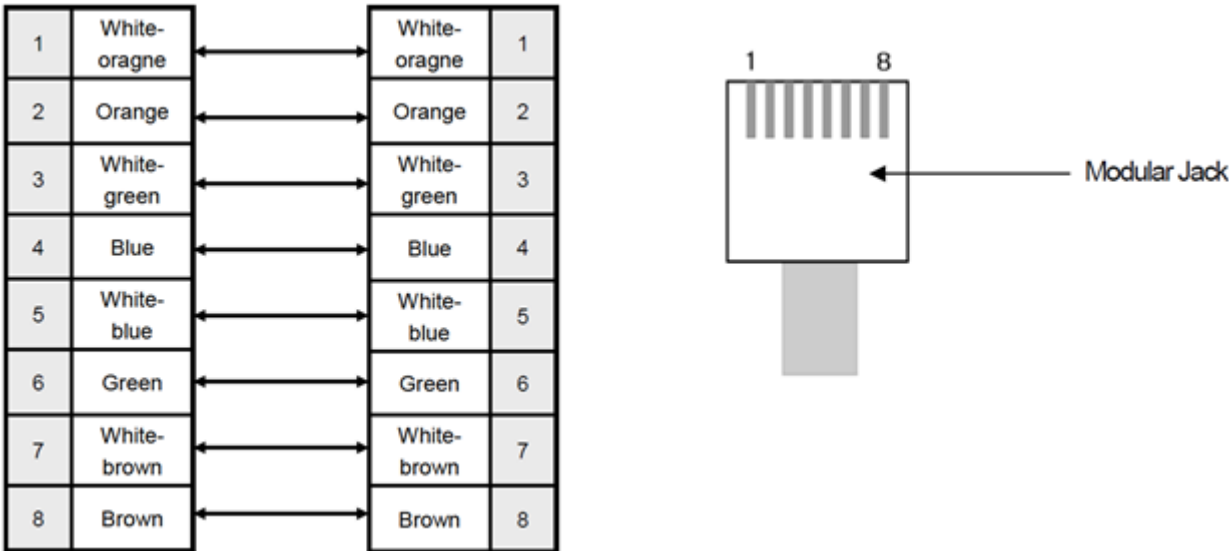 1 White-oragne White-oragne 1
2 Orange Orange 2
3 White-green White-green 3
4 Blue Blue 4
5 White-blue White-blue 5
6 Green Green 6
7 White-brown White-brown 7
8 Brown Brown 8
1 8
Modular Jack